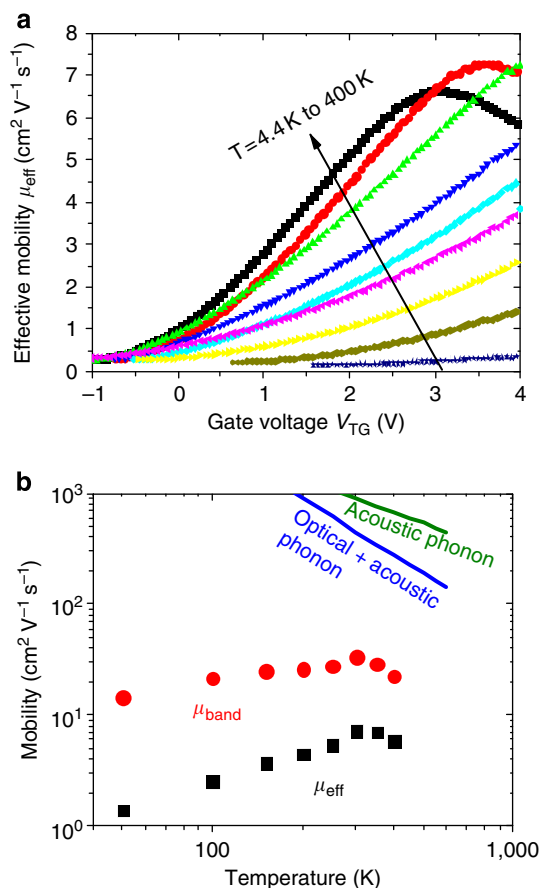 a
Effective mobility μeff (cm² V⁻¹ s⁻¹)
8
7
6
5
4
3
2
1
0
T=4.4 K to 400 K
−1 0 1 2 3 4
Gate voltage VTG (V)
b
Mobility (cm² V⁻¹ s⁻¹)
10³
10²
10¹
10⁰
Acoustic phonon
Optical + acoustic
phonon
μband
μeff
100 1,000
Temperature (K)